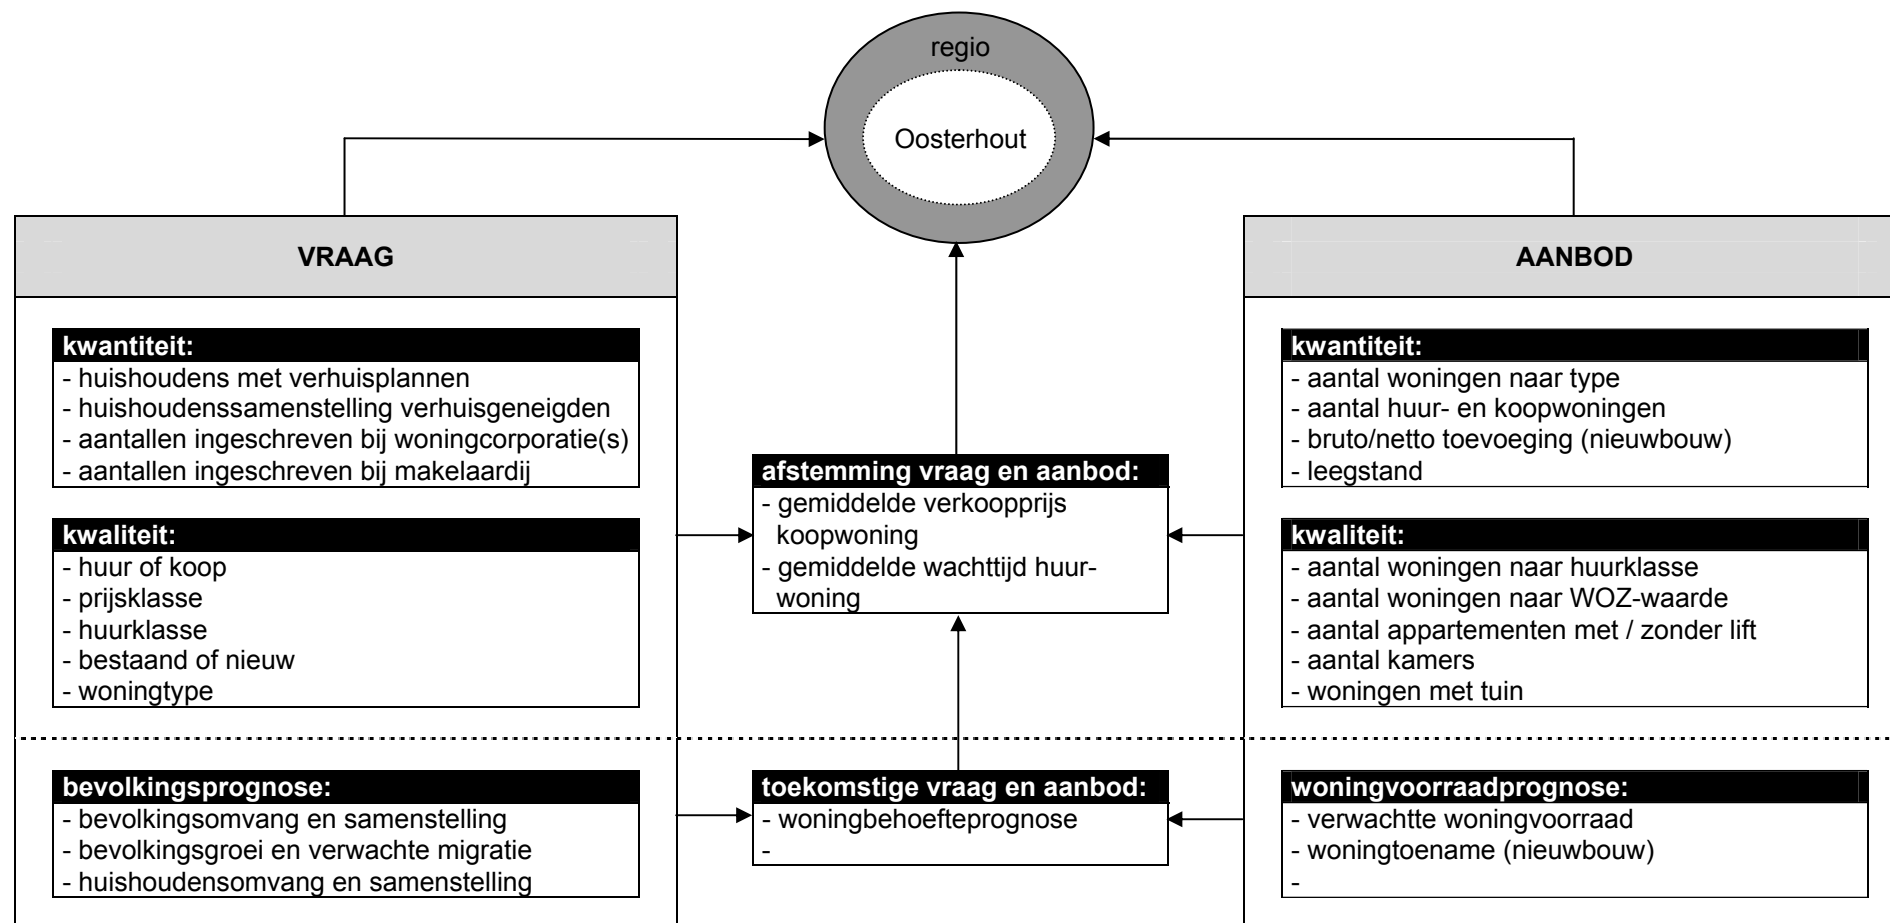 regio
Oosterhout
VRAAG
kwantiteit:
- huishoudens met verhuisplannen
- huishoudenssamenstelling verhuisgeneigden
- aantallen ingeschreven bij woningcorporatie(s)
- aantallen ingeschreven bij makelaardij
kwaliteit:
- huur of koop
- prijsklasse
- huurklasse
- bestaand of nieuw
- woningtype
bevolkingsprognose:
- bevolkingsomvang en samenstelling
- bevolkingsgroei en verwachte migratie
- huishoudensomvang en samenstelling
afstemming vraag en aanbod:
- gemiddelde verkoopprijs
koopwoning
- gemiddelde wachttijd huur-
woning
toekomstige vraag en aanbod:
- woningbehoefteprognose
-
AANBOD
kwantiteit:
- aantal woningen naar type
- aantal huur- en koopwoningen
- bruto/netto toevoeging (nieuwbouw)
- leegstand
kwaliteit:
- aantal woningen naar huurklasse
- aantal woningen naar WOZ-waarde
- aantal appartementen met / zonder lift
- aantal kamers
- woningen met tuin
woningvoorraadprognose:
- verwachtte woningvoorraad
- woningtoename (nieuwbouw)
-